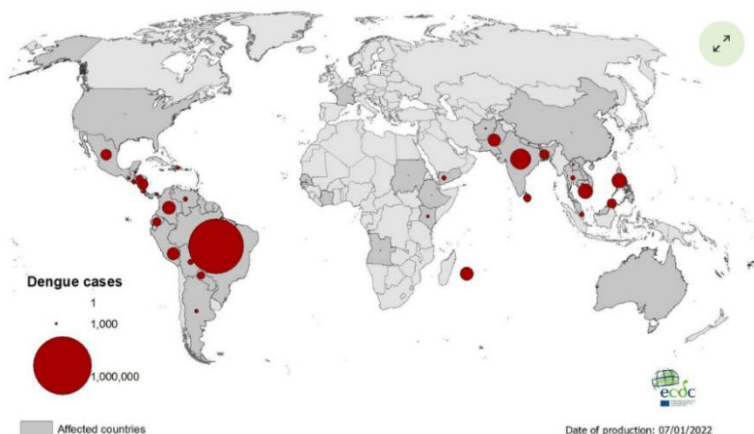 Dengue cases
1
1,000
1,000,000
ecdc
Affected countries
Date of production: 07/01/2022